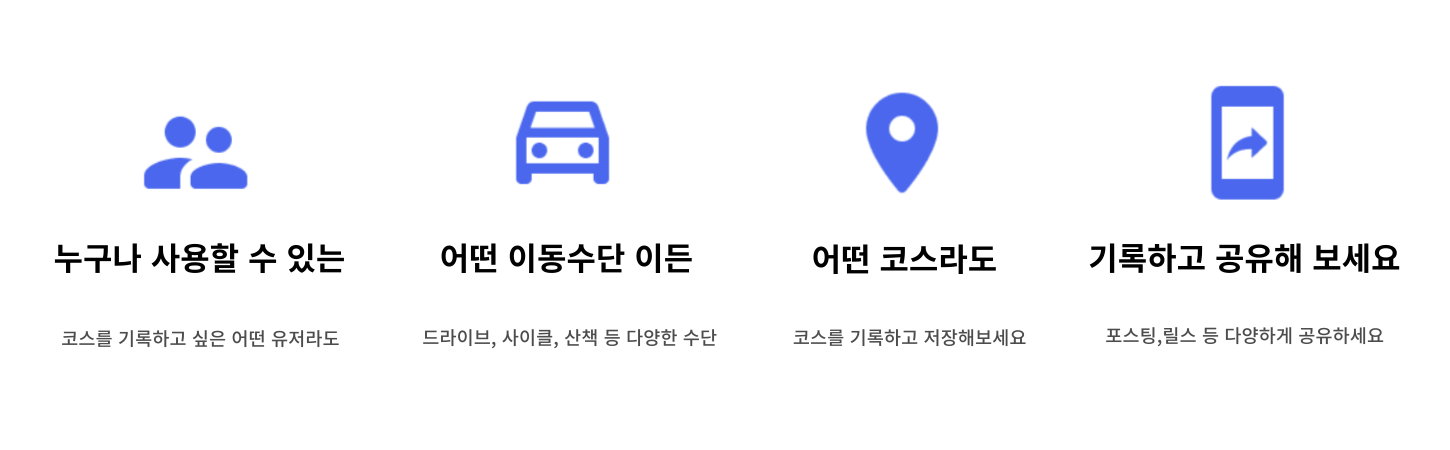 누구나 사용할 수 있는
코스를 기록하고 싶은 어떤 유저라도
어떤 이동수단 이든
드라이브, 사이클, 산책 등 다양한 수단
어떤 코스라도
코스를 기록하고 저장해보세요
기록하고 공유해 보세요
포스팅,릴스 등 다양하게 공유하세요